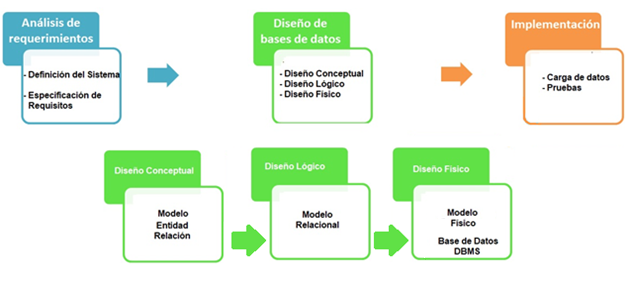 Análisis de
requerimientos
- Definición del Sistema
- Especificación de
Requisitos
Diseño de
bases de datos
- Diseño Conceptual
- Diseño Lógico
- Diseño Físico
Implementación
- Carga de datos
- Pruebas
Diseño Conceptual
Modelo
Entidad
Relación
Diseño Lógico
Modelo
Relacional
Diseño Físico
Modelo
Físico
Base de Datos
DBMS